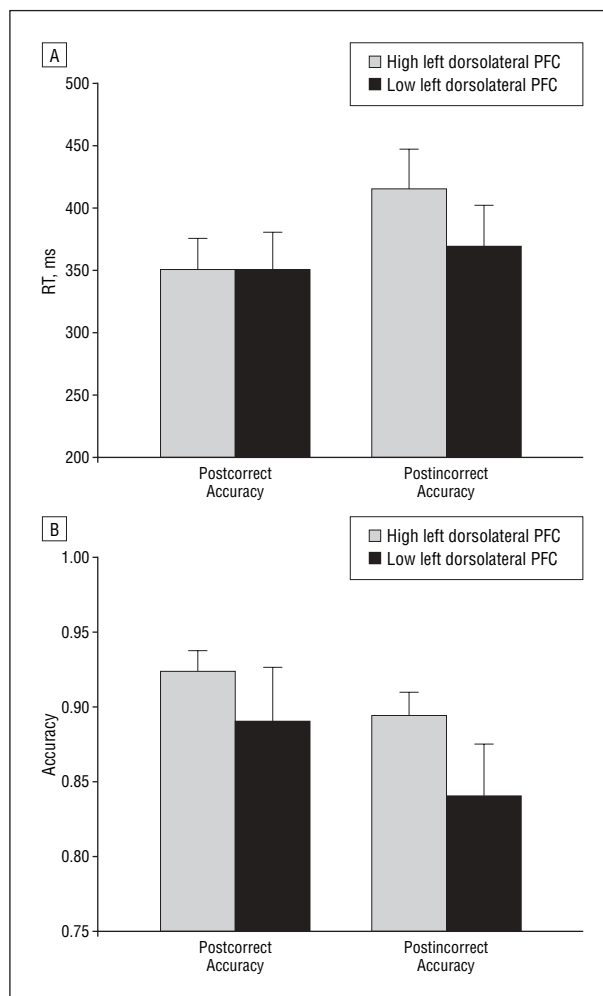 A
High left dorsolateral PFC
Low left dorsolateral PFC
500
450
400
350
300
250
200
RT, ms
Postcorrect
Accuracy
Postincorrect
Accuracy
B
High left dorsolateral PFC
Low left dorsolateral PFC
1.00
0.95
0.90
0.85
0.80
0.75
Accuracy
Postcorrect
Accuracy
Postincorrect
Accuracy